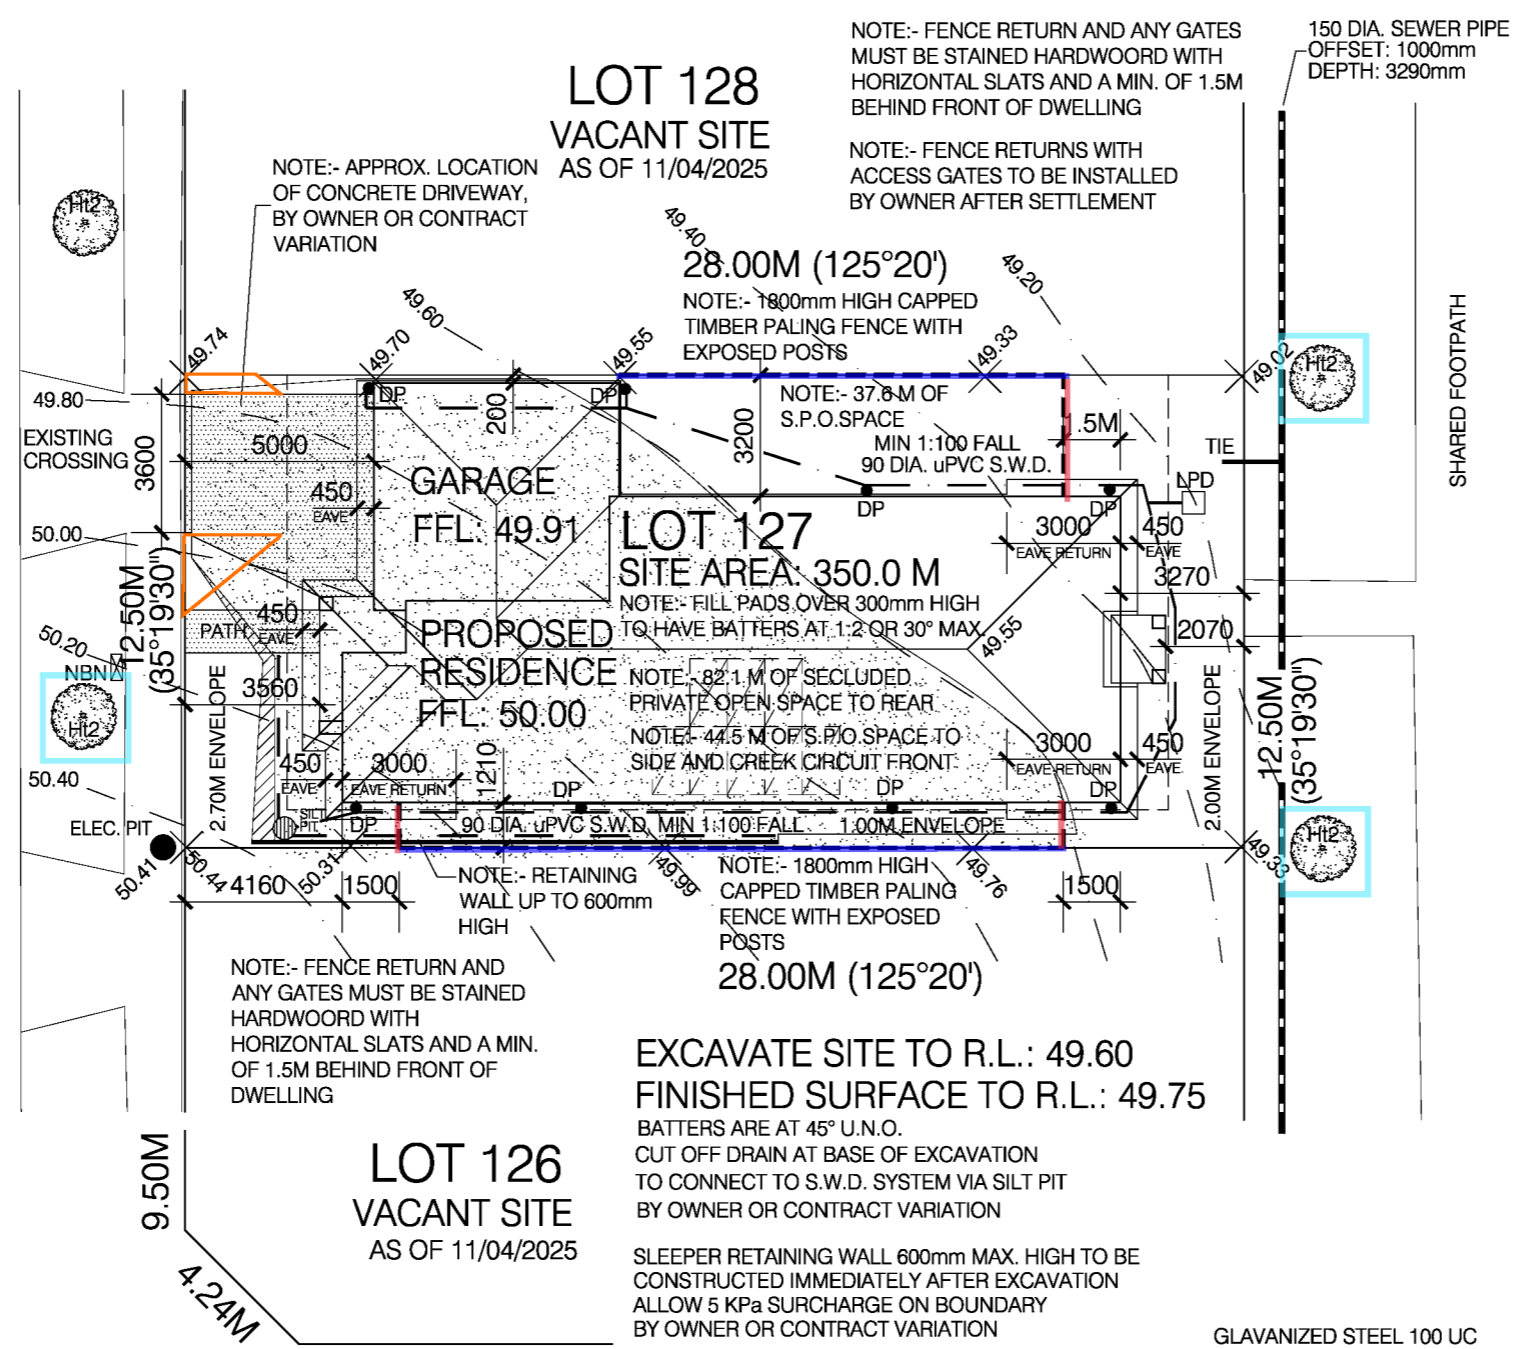 NOTE:- FENCE RETURN AND ANY GATES
MUST BE STAINED HARDWOORD WITH
HORIZONTAL SLATS AND A MIN. OF 1.5M
BEHIND FRONT OF DWELLING
150 DIA. SEWER PIPE
OFFSET: 1000mm
DEPTH: 3290mm
LOT 128
VACANT SITE
AS OF 11/04/2025
NOTE:- FENCE RETURNS WITH
ACCESS GATES TO BE INSTALLED
BY OWNER AFTER SETTLEMENT
NOTE:- APPROX. LOCATION
OF CONCRETE DRIVEWAY,
BY OWNER OR CONTRACT
VARIATION
Ht2
49.40
28.00M (125°20')
49.20
NOTE:- 1800mm HIGH CAPPED
TIMBER PALING FENCE WITH
EXPOSED POSTS
49.60
49.74
49.70
49.55
49.33
49.02
Ht2
SHARED FOOTPATH
49.80
EXISTING
CROSSING
3600
DP
DP
200
NOTE:- 37.6 M OF
S.P.O.SPACE
3200
1.5M
MIN 1:100 FALL
90 DIA. uPVC S.W.D.
TIE
LPD
5000
450
EAVE
GARAGE
FFL: 49.91
DP
DP
50.00
LOT 127
SITE AREA: 350.0 M
3000
EAVE RETURN
450
EAVE
3270
NOTE:- FILL PADS OVER 300mm HIGH
TO HAVE BATTERS AT 1:2 OR 30° MAX.
12.50M
(35°19'30")
450
EAVE
PATH
50.20
NBN
PROPOSED
RESIDENCE
FFL: 50.00
49.55
2070
3560
2.70M ENVELOPE
NOTE:- 82.1 M OF SECLUDED
PRIVATE OPEN SPACE TO REAR
NOTE:- 44.5 M OF S.P.O.SPACE TO
SIDE AND CREEK CIRCUIT FRONT
2.00M ENVELOPE
12.50M
(35°19'30")
Ht2
50.40
450
EAVE
3000
EAVE RETURN
1210
3000
EAVE RETURN
450
EAVE
DP
DP
DP
ELEC. PIT
SILT
PIT
DP
90 DIA. uPVC S.W.D. MIN 1:100 FALL
1.00M ENVELOPE
Ht2
50.41
50.44
50.31
49.99
49.76
49.33
4160
1500
1500
NOTE:- RETAINING
WALL UP TO 600mm
HIGH
NOTE:- 1800mm HIGH
CAPPED TIMBER PALING
FENCE WITH EXPOSED
POSTS
28.00M (125°20')
NOTE:- FENCE RETURN AND
ANY GATES MUST BE STAINED
HARDWOORD WITH
HORIZONTAL SLATS AND A MIN.
OF 1.5M BEHIND FRONT OF
DWELLING
EXCAVATE SITE TO R.L.: 49.60
FINISHED SURFACE TO R.L.: 49.75
BATTERS ARE AT 45° U.N.O.
CUT OFF DRAIN AT BASE OF EXCAVATION
TO CONNECT TO S.W.D. SYSTEM VIA SILT PIT
BY OWNER OR CONTRACT VARIATION
9.50M
LOT 126
VACANT SITE
AS OF 11/04/2025
4.24M
SLEEPER RETAINING WALL 600mm MAX. HIGH TO BE
CONSTRUCTED IMMEDIATELY AFTER EXCAVATION
ALLOW 5 KPa SURCHARGE ON BOUNDARY
BY OWNER OR CONTRACT VARIATION
GLAVANIZED STEEL 100 UC